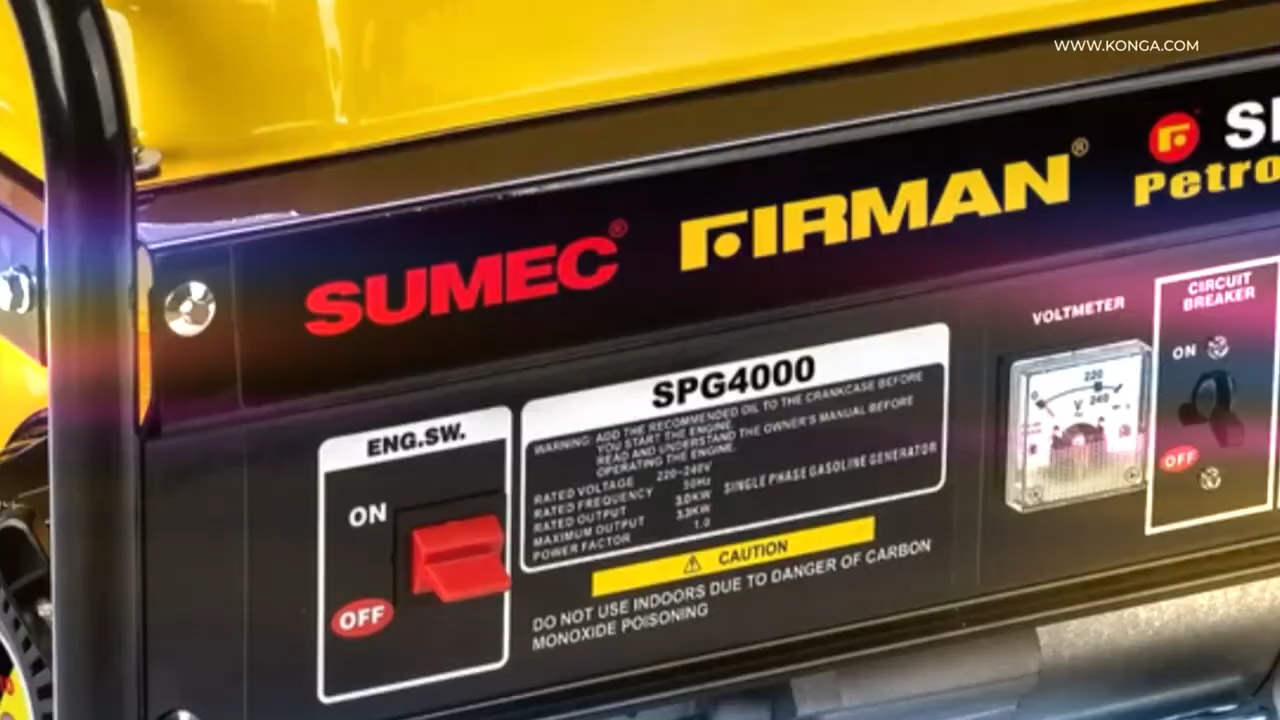 WWW.KONGA.COM
SUMEC® FIRMAN®
Petro
ENG.SW.
ON
OFF
SPG4000
WARNING: ADD THE RECOMMENDED OIL TO THE CRANKCASE BEFORE
YOU START THE ENGINE.
READ AND UNDERSTAND THE OWNER'S MANUAL BEFORE
OPERATING THE ENGINE.
RATED VOLTAGE 220-240V
RATED FREQUENCY 50Hz
RATED OUTPUT 3.0KW
MAXIMUM OUTPUT 3.3KW
POWER FACTOR 1.0
SINGLE PHASE GASOLINE GENERATOR
CAUTION
DO NOT USE INDOORS DUE TO DANGER OF CARBON
MONOXIDE POISONING
VOLTMETER
0 220 240
V
CIRCUIT
BREAKER
ON
OFF